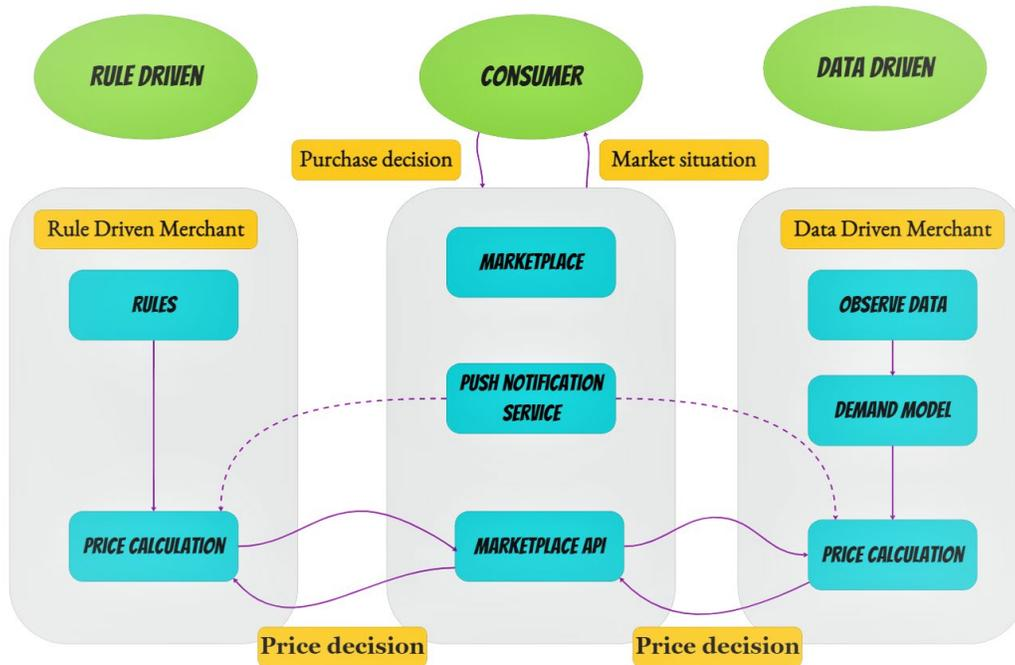 RULE DRIVEN
CONSUMER
DATA DRIVEN
Purchase decision
Market situation
Rule Driven Merchant
Data Driven Merchant
MARKETPLACE
RULES
OBSERVE DATA
PUSH NOTIFICATION
SERVICE
DEMAND MODEL
PRICE CALCULATION
MARKETPLACE API
PRICE CALCULATION
Price decision
Price decision